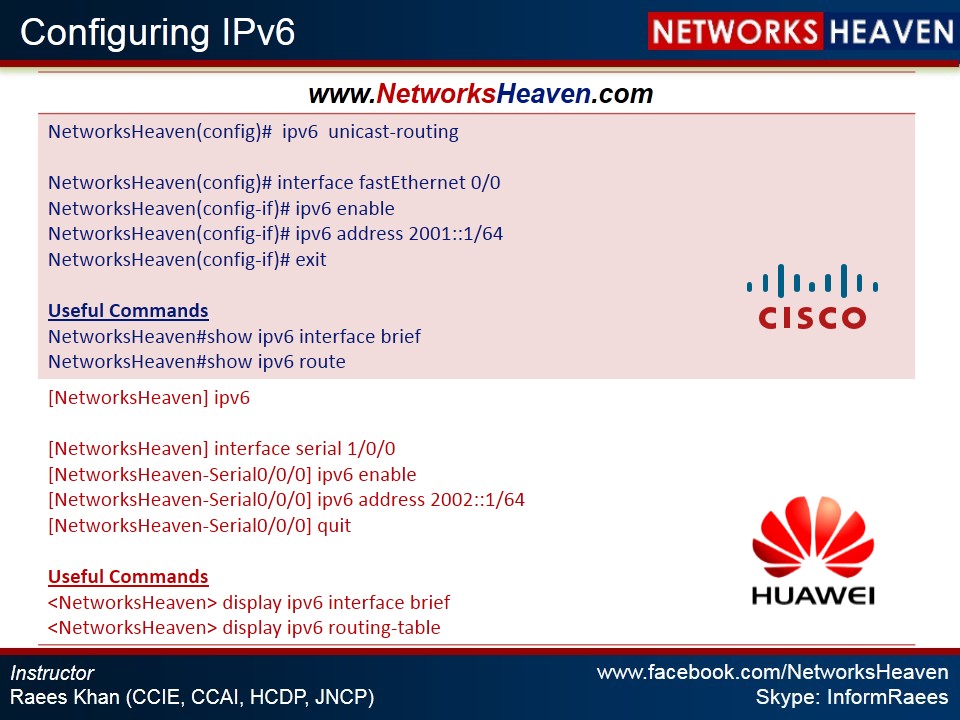 Configuring IPv6
NETWORKS HEAVEN
www.NetworksHeaven.com
NetworksHeaven(config)# ipv6 unicast-routing
NetworksHeaven(config)# interface fastEthernet 0/0
NetworksHeaven(config-if)# ipv6 enable
NetworksHeaven(config-if)# ipv6 address 2001::1/64
NetworksHeaven(config-if)# exit
Useful Commands
NetworksHeaven#show ipv6 interface brief
NetworksHeaven#show ipv6 route
CISCO
[NetworksHeaven] ipv6
[NetworksHeaven] interface serial 1/0/0
[NetworksHeaven-Serial0/0/0] ipv6 enable
[NetworksHeaven-Serial0/0/0] ipv6 address 2002::1/64
[NetworksHeaven-Serial0/0/0] quit
Useful Commands
<NetworksHeaven> display ipv6 interface brief
<NetworksHeaven> display ipv6 routing-table
HUAWEI
Instructor
Raees Khan (CCIE, CCAI, HCDP, JNCP)
www.facebook.com/NetworksHeaven
Skype: InformRaees